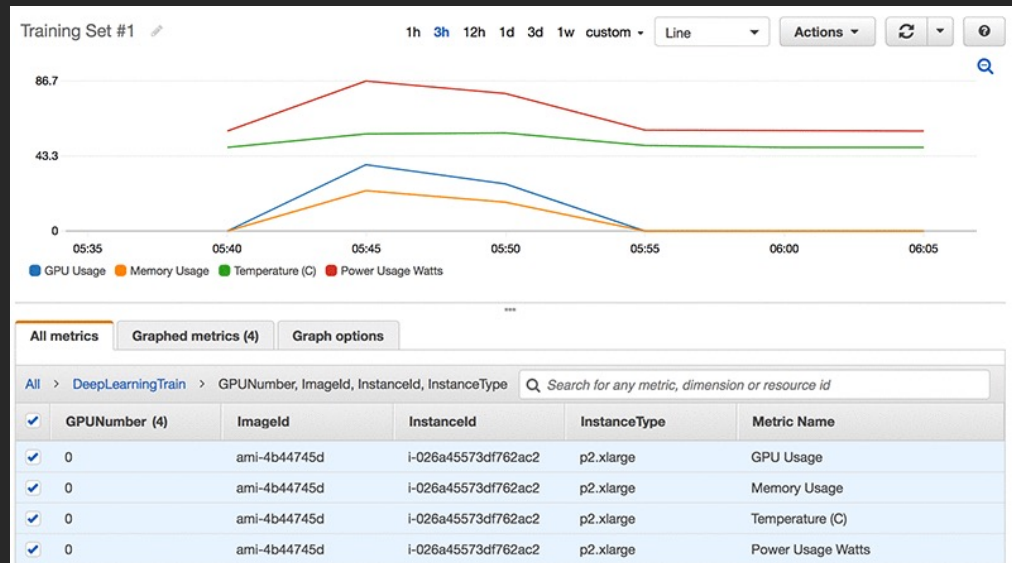 Training Set #1 1h 3h 12h 1d 3d 1w custom Line Actions ?
86.7
43.3
0
05:35 05:40 05:45 05:50 05:55 06:00 06:05
GPU Usage Memory Usage Temperature (C) Power Usage Watts
All metrics Graphed metrics (4) Graph options
All > DeepLearningTrain > GPUNumber, ImageId, InstanceId, InstanceType Search for any metric, dimension or resource id
GPUNumber (4) ImageId InstanceId InstanceType Metric Name
0 ami-4b44745d i-026a45573df762ac2 p2.xlarge GPU Usage
0 ami-4b44745d i-026a45573df762ac2 p2.xlarge Memory Usage
0 ami-4b44745d i-026a45573df762ac2 p2.xlarge Temperature (C)
0 ami-4b44745d i-026a45573df762ac2 p2.xlarge Power Usage Watts